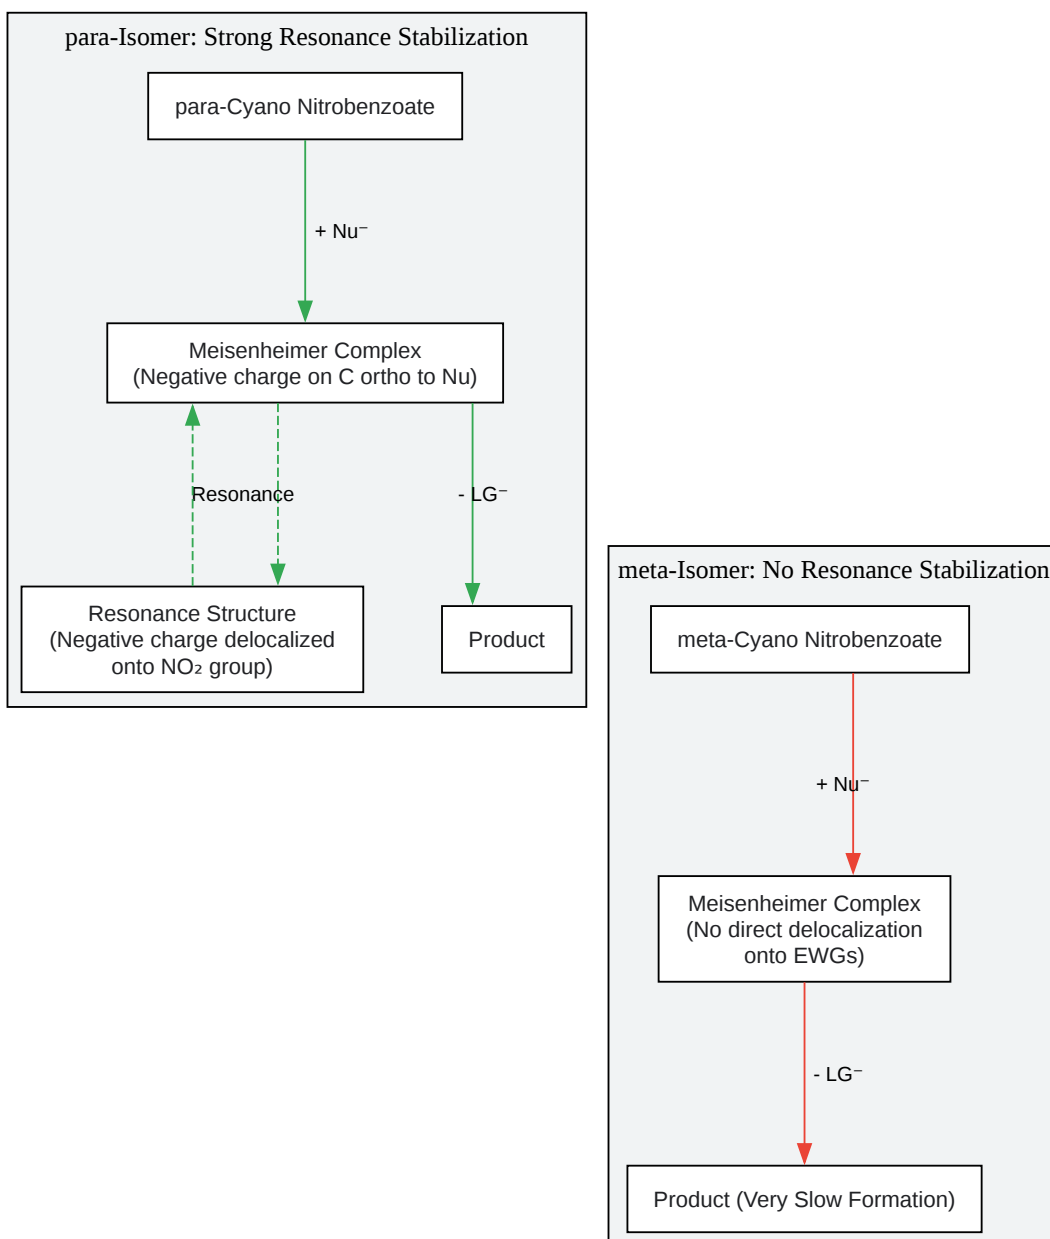 para-Isomer: Strong Resonance Stabilization
para-Cyano Nitrobenzoate
+ Nu⁻
Meisenheimer Complex
(Negative charge on C ortho to Nu)
Resonance
- LG⁻
Resonance Structure
(Negative charge delocalized
onto NO₂ group)
Product
meta-Isomer: No Resonance Stabilization
meta-Cyano Nitrobenzoate
+ Nu⁻
Meisenheimer Complex
(No direct delocalization
onto EWGs)
- LG⁻
Product (Very Slow Formation)